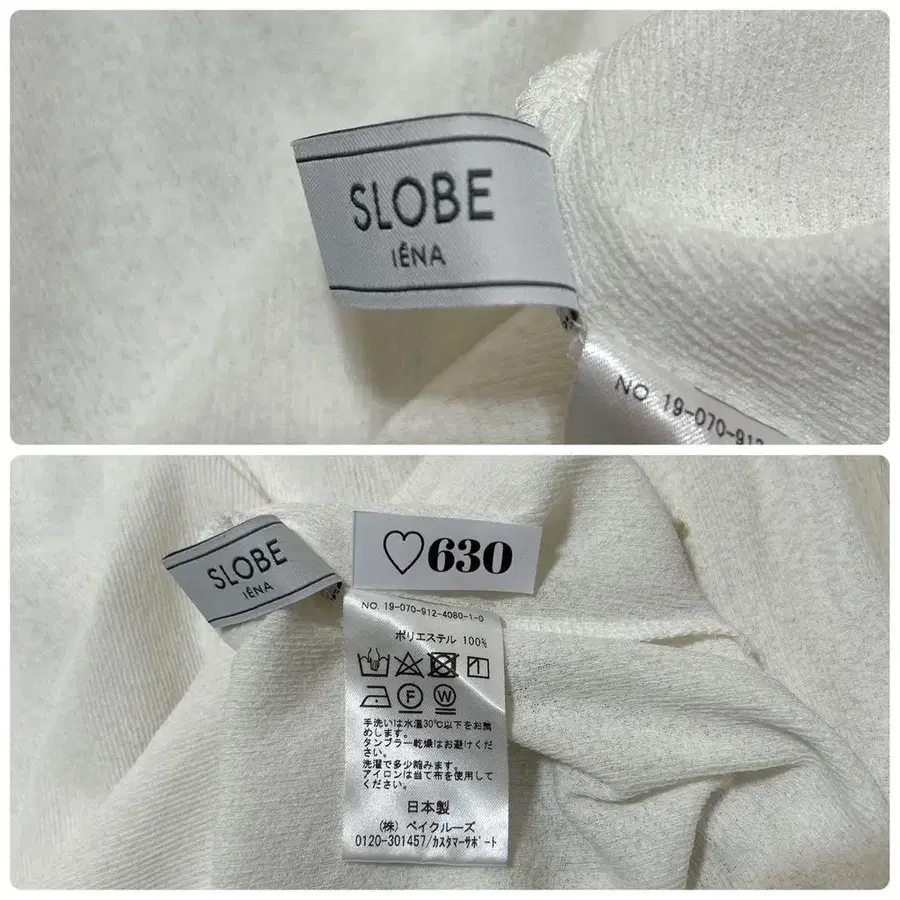 SLOBE
IÉNA
NO. 19-070-912
SLOBE
IÉNA
♡630
NO. 19-070-912-4080-1-0
ポリエステル 100%
F
W
手洗いは水温30℃以下をお薦
めします。
タンブラー乾燥はお避けくだ
さい。
洗濯で多少縮みます。
アイロンは当て布を使用して
ください。
日本製
(株) ベイクルーズ
0120-301457/カスタマーサポート